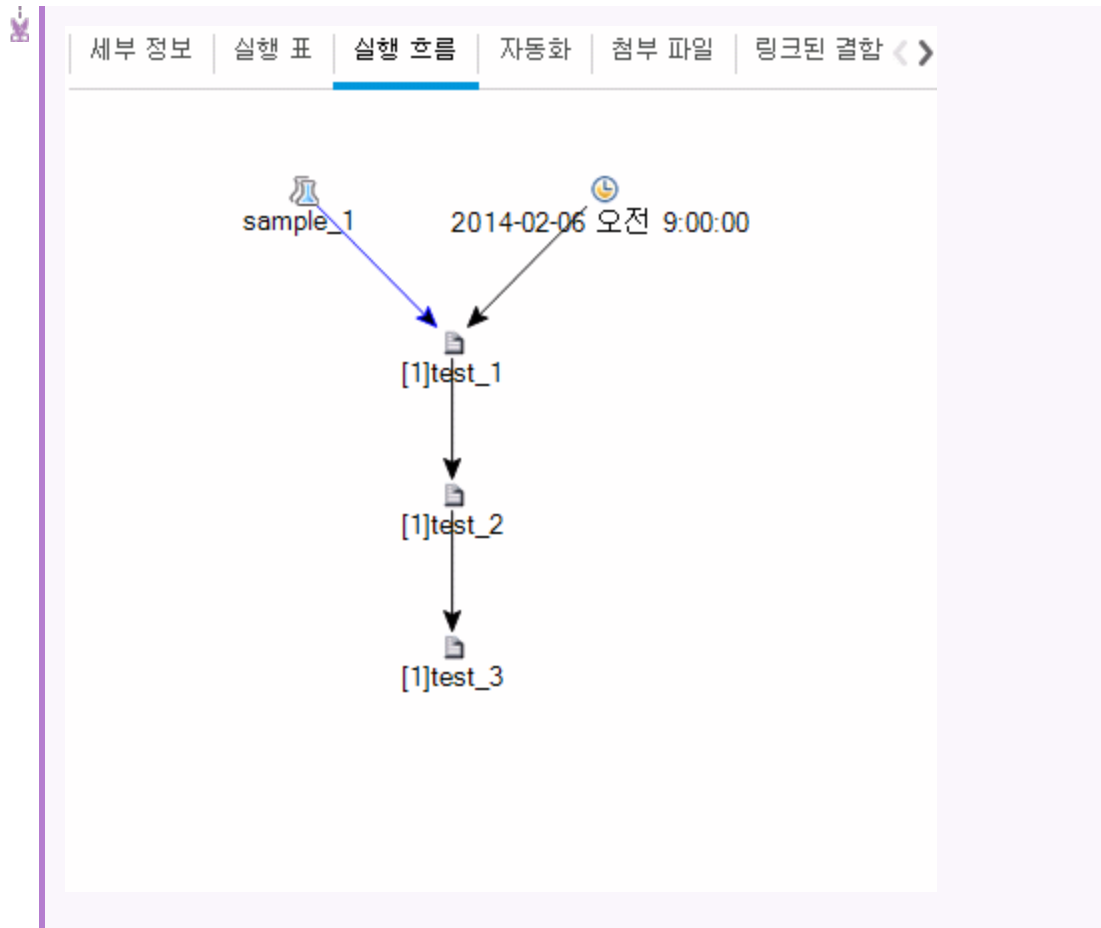 세부 정보 실행 표 실행 흐름 자동화 첨부 파일 링크된 결함
sample_1 2014-02-06 오전 9:00:00
[1]test_1
[1]test_2
[1]test_3